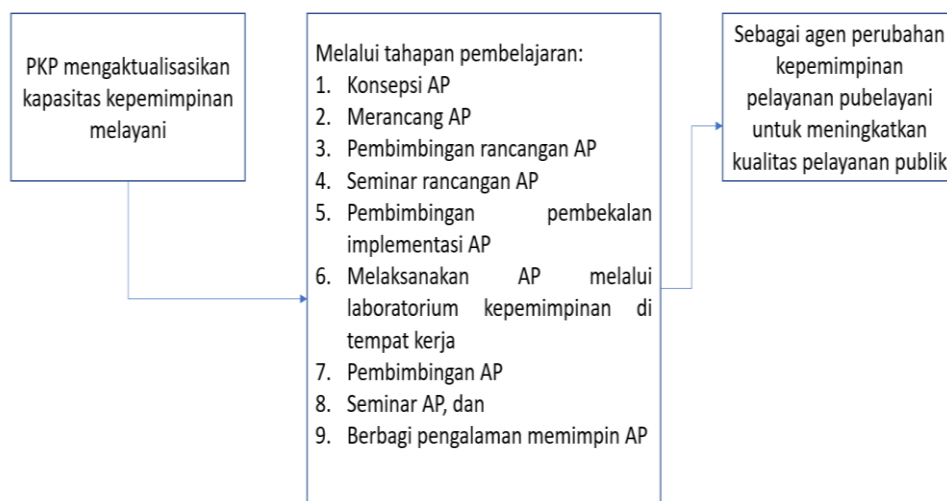 PKP mengaktualisasikan
kapasitas kepemimpinan
melayani
Melalui tahapan pembelajaran:
1. Konsepsi AP
2. Merancang AP
3. Pembimbingan rancangan AP
4. Seminar rancangan AP
5. Pembimbingan pembekalan
implementasi AP
6. Melaksanakan AP melalui
laboratorium kepemimpinan di
tempat kerja
7. Pembimbingan AP
8. Seminar AP, dan
9. Berbagi pengalaman memimpin AP
Sebagai agen perubahan
kepemimpinan
pelayanan pubelayani
untuk meningkatkan
kualitas pelayanan publik